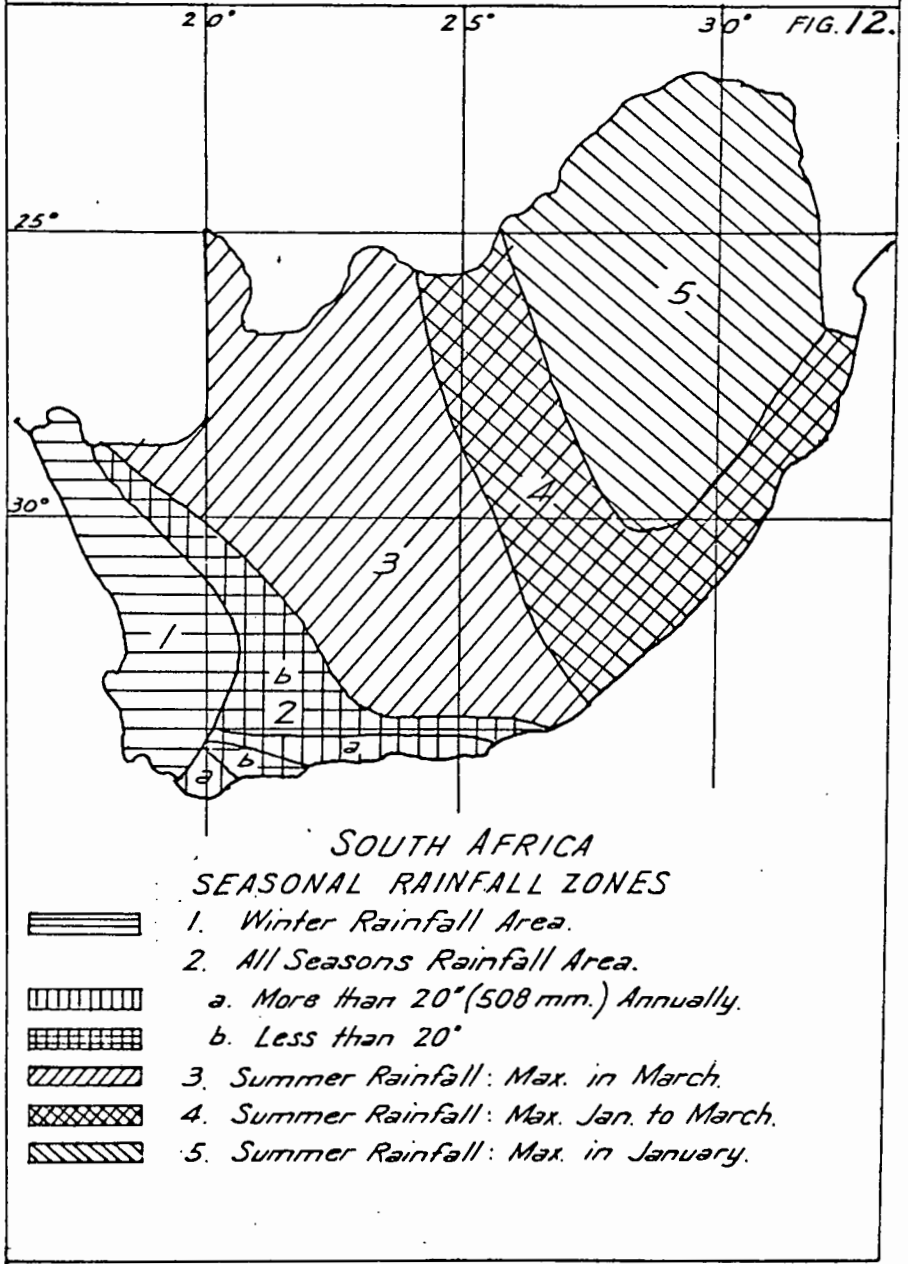 20° 25° 30° FIG. 12.
25°
5
4
30°
3
1
b
2
a
b
a
SOUTH AFRICA
SEASONAL RAINFALL ZONES
1. Winter Rainfall Area.
2. All Seasons Rainfall Area.
a. More than 20" (508 mm.) Annually.
b. Less than 20"
3. Summer Rainfall: Max. in March.
4. Summer Rainfall: Max. Jan. to March.
5. Summer Rainfall: Max. in January.